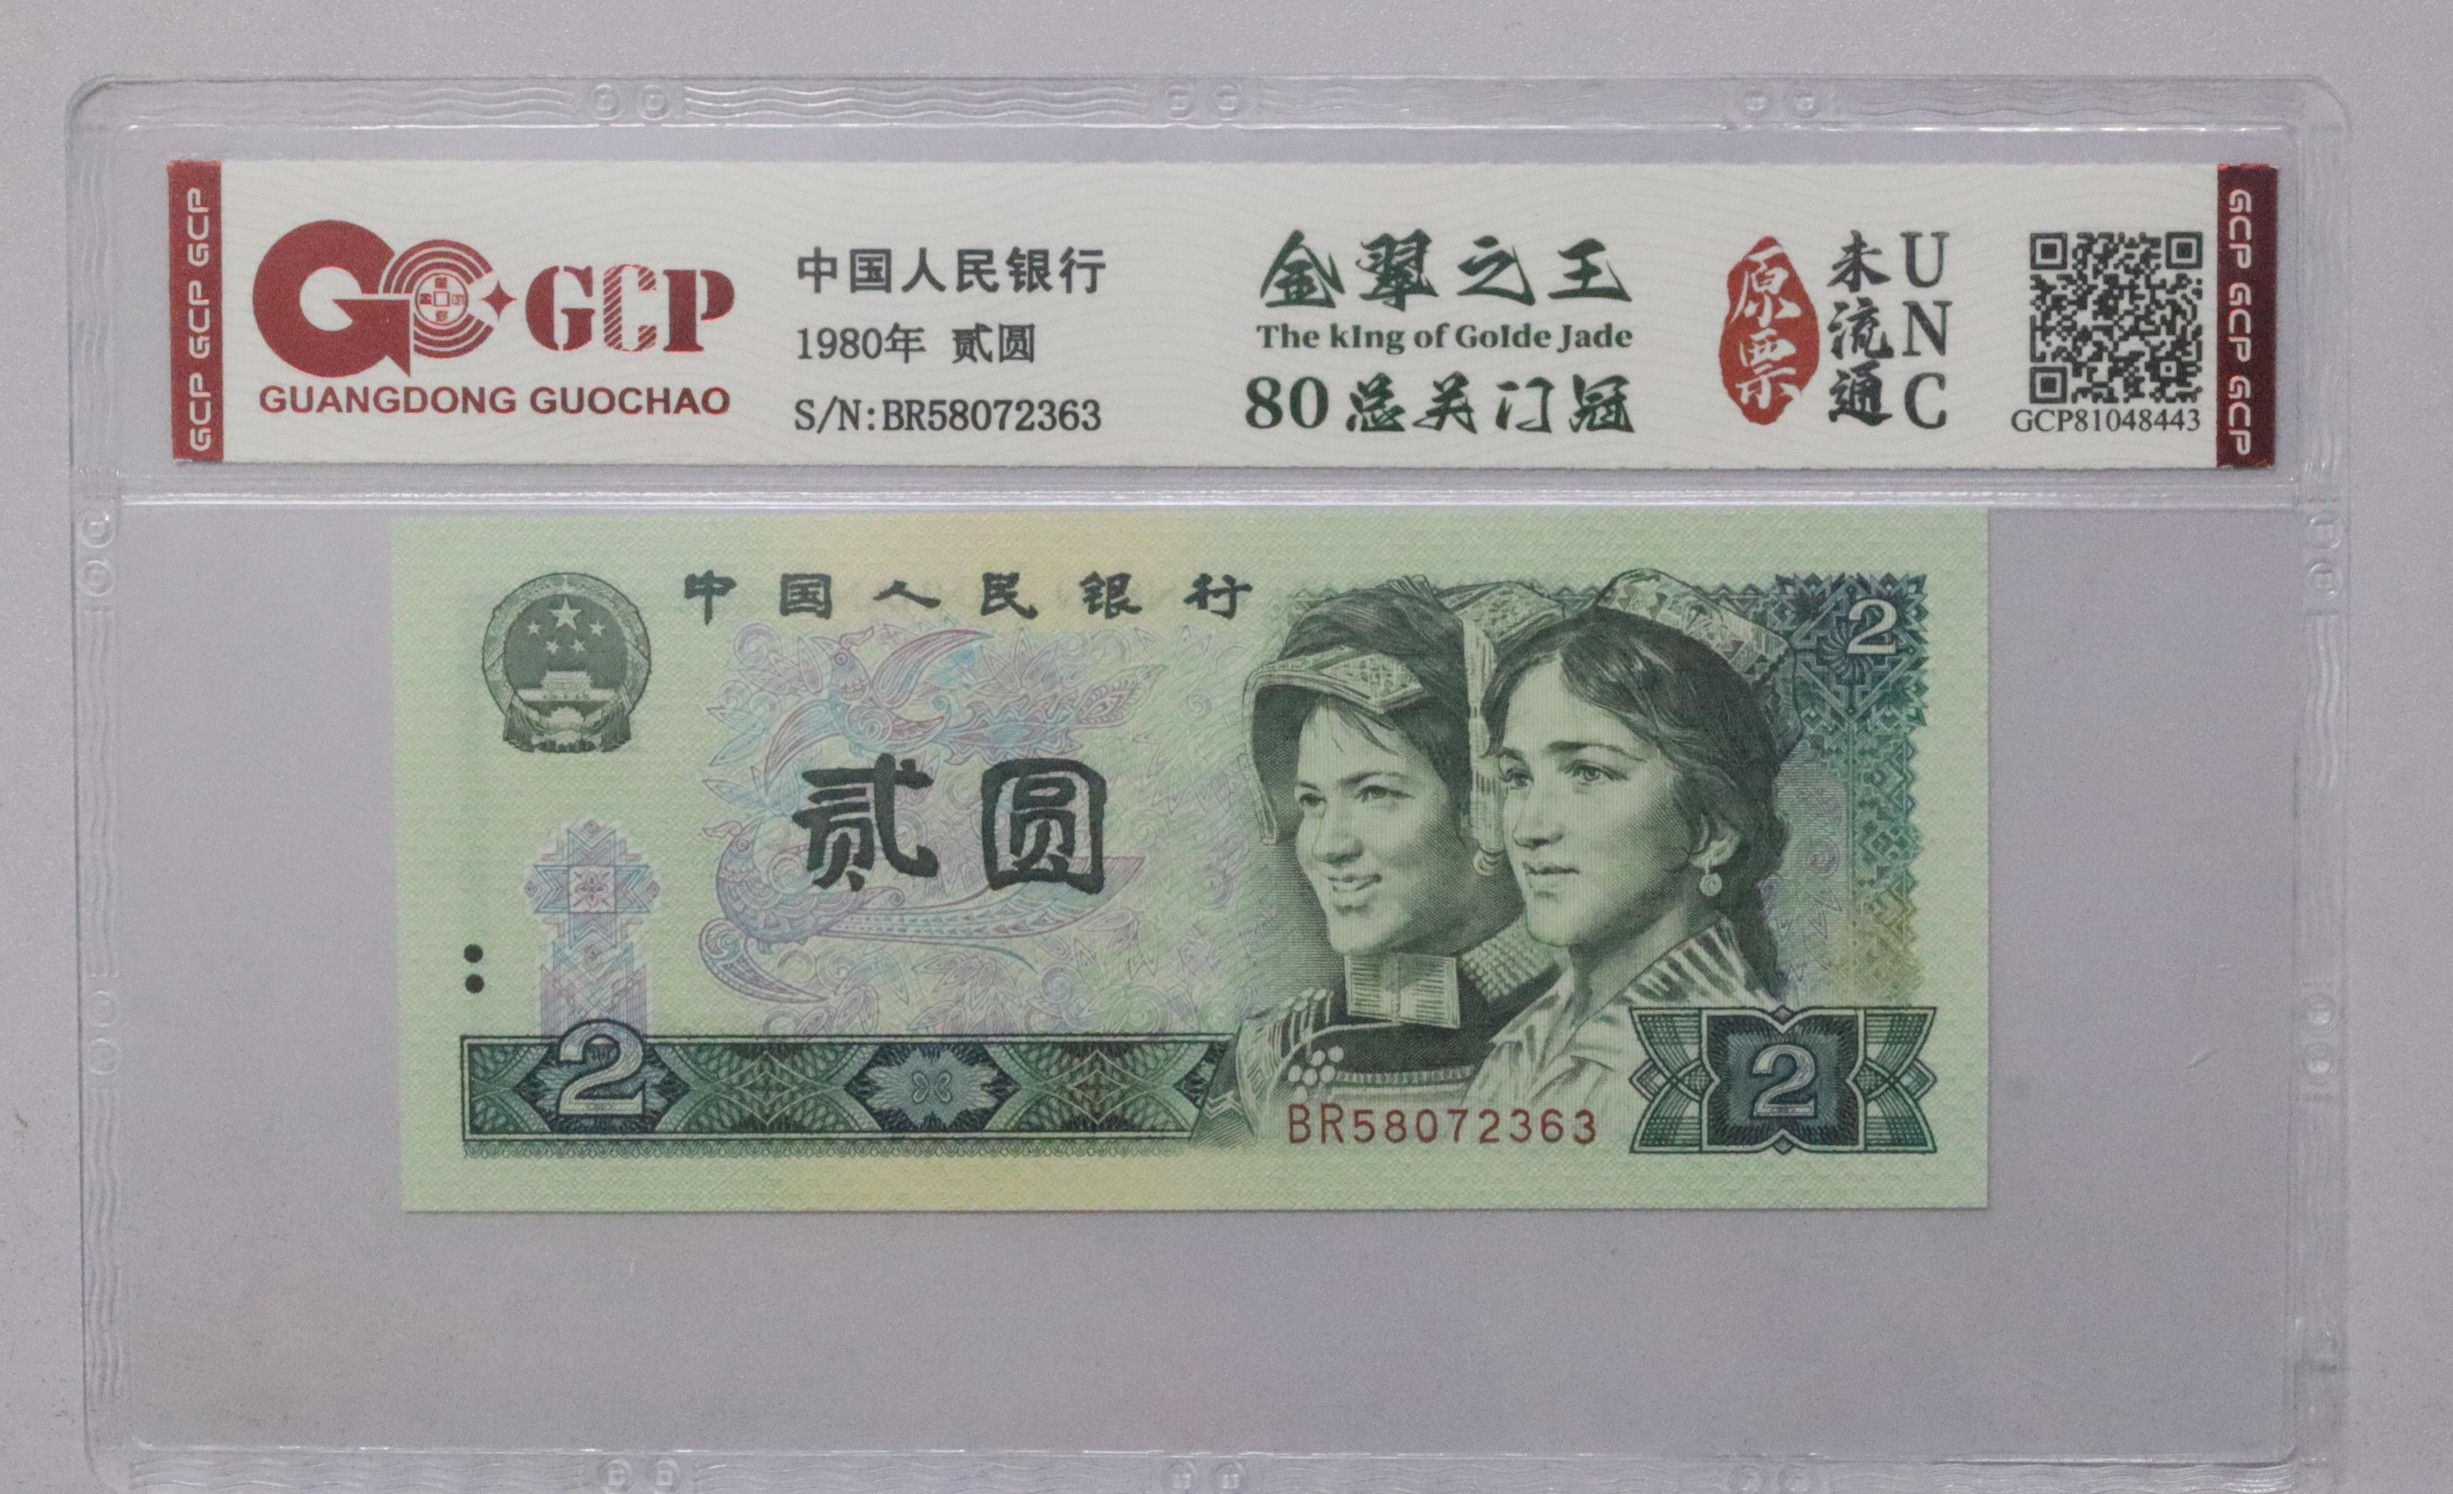 GCP GCP GCP
GCP
GUANGDONG GUOCHAO
中国人民银行
1980年 贰圆
S/N:BR58072363
金翠之王
The kIng of Golde Jade
80总关门冠
原票
未流通
UNC
GCP81048443
GCP GCP GCP
中国人民银行
2
贰圆
2
BR58072363
2